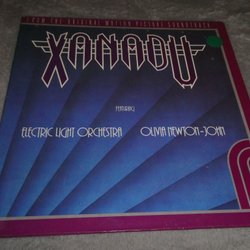 FROM THE ORIGINAL MOTION PICTURE SOUNDTRACK
XANADU
FEATURING
ELECTRIC LIGHT ORCHESTRA OLIVIA NEWTON-JOHN